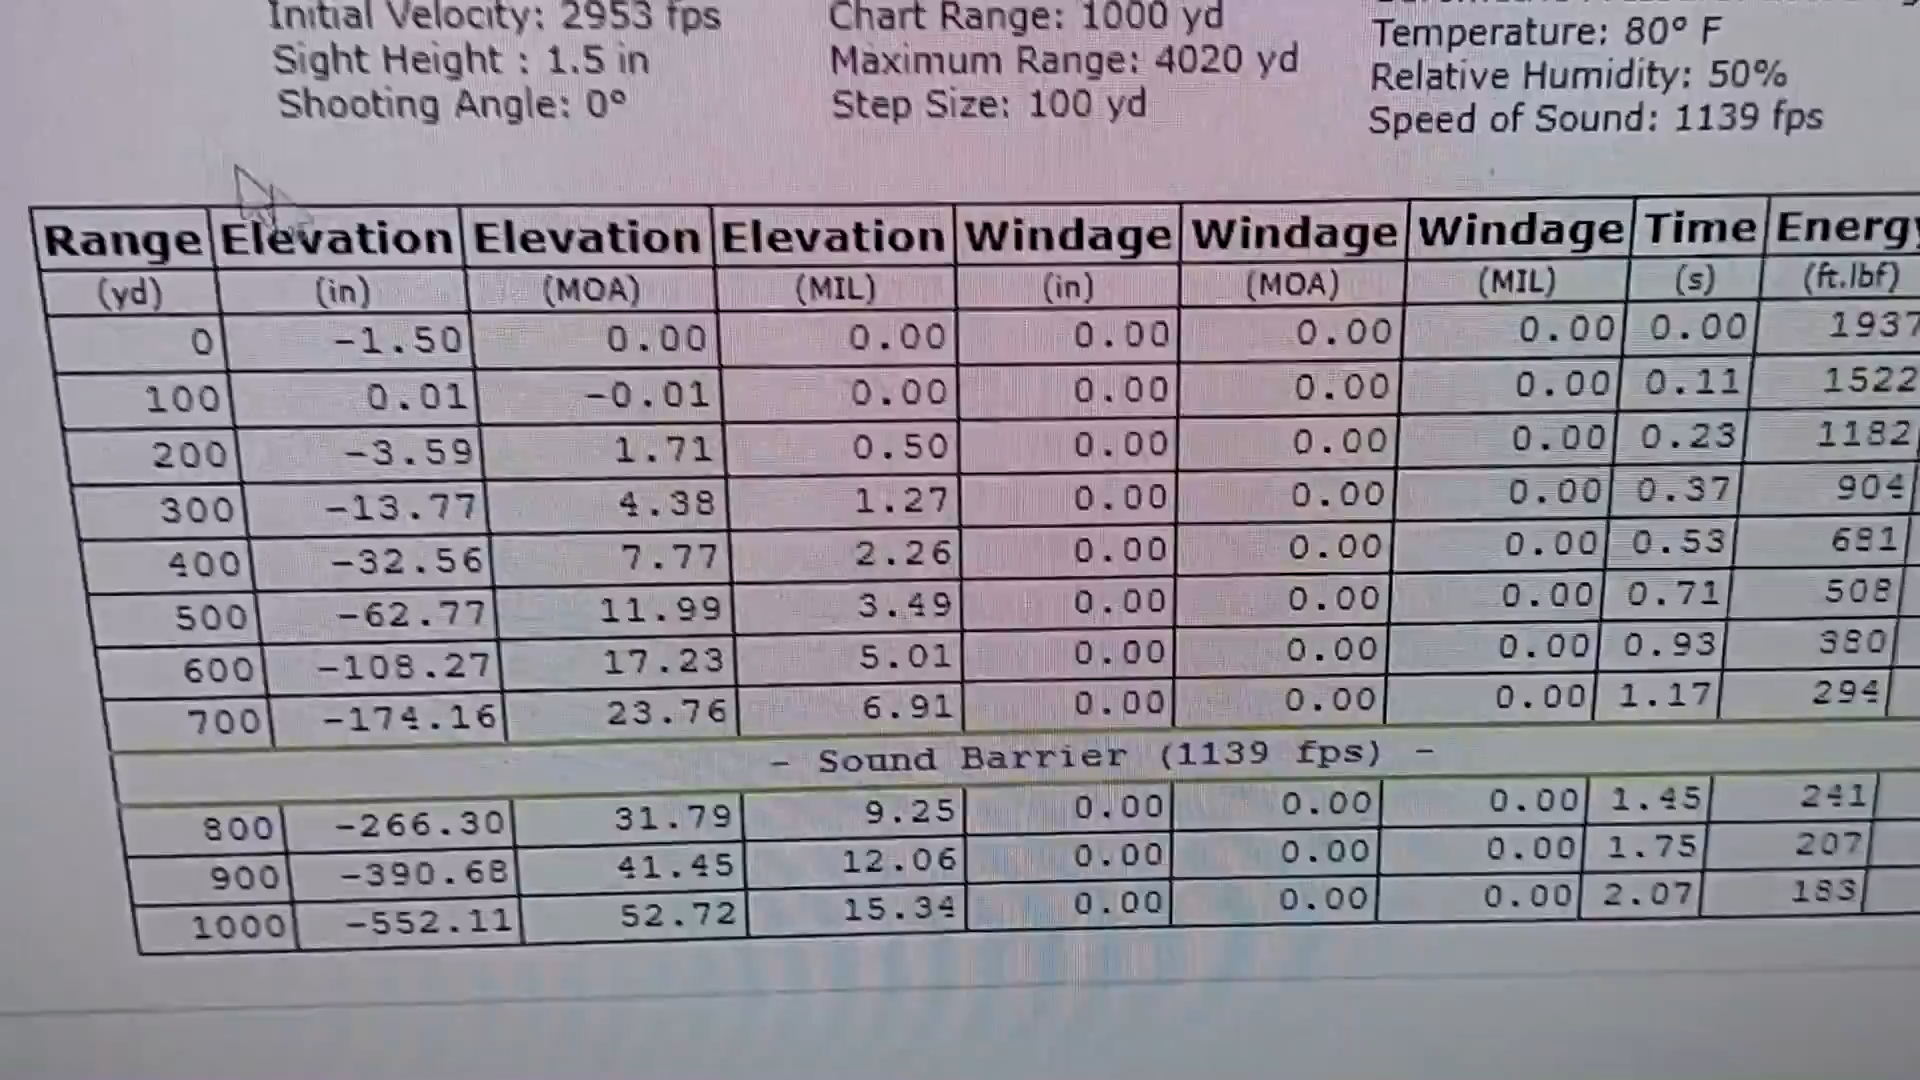 Initial Velocity: 2953 fps Chart Range: 1000 yd
Temperature: 80° F
Sight Height : 1.5 in Maximum Range: 4020 yd
Relative Humidity: 50%
Shooting Angle: 0° Step Size: 100 yd
Speed of Sound: 1139 fps
Range Elevation Elevation Elevation Windage Windage Windage Time Energy
(yd) (in) (MOA) (MIL) (in) (MOA) (MIL) (s) (ft.lbf)
0 -1.50 0.00 0.00 0.00 0.00 0.00 0.00 1937
100 0.01 -0.01 0.00 0.00 0.00 0.00 0.11 1522
200 -3.59 1.71 0.50 0.00 0.00 0.00 0.23 1182
300 -13.77 4.38 1.27 0.00 0.00 0.00 0.37 904
400 -32.56 7.77 2.26 0.00 0.00 0.00 0.53 681
500 -62.77 11.99 3.49 0.00 0.00 0.00 0.71 508
600 -108.27 17.23 5.01 0.00 0.00 0.00 0.93 380
700 -174.16 23.76 6.91 0.00 0.00 0.00 1.17 294
- Sound Barrier (1139 fps) -
800 -266.30 31.79 9.25 0.00 0.00 0.00 1.45 241
900 -390.68 41.45 12.06 0.00 0.00 0.00 1.75 207
1000 -552.11 52.72 15.34 0.00 0.00 0.00 2.07 183